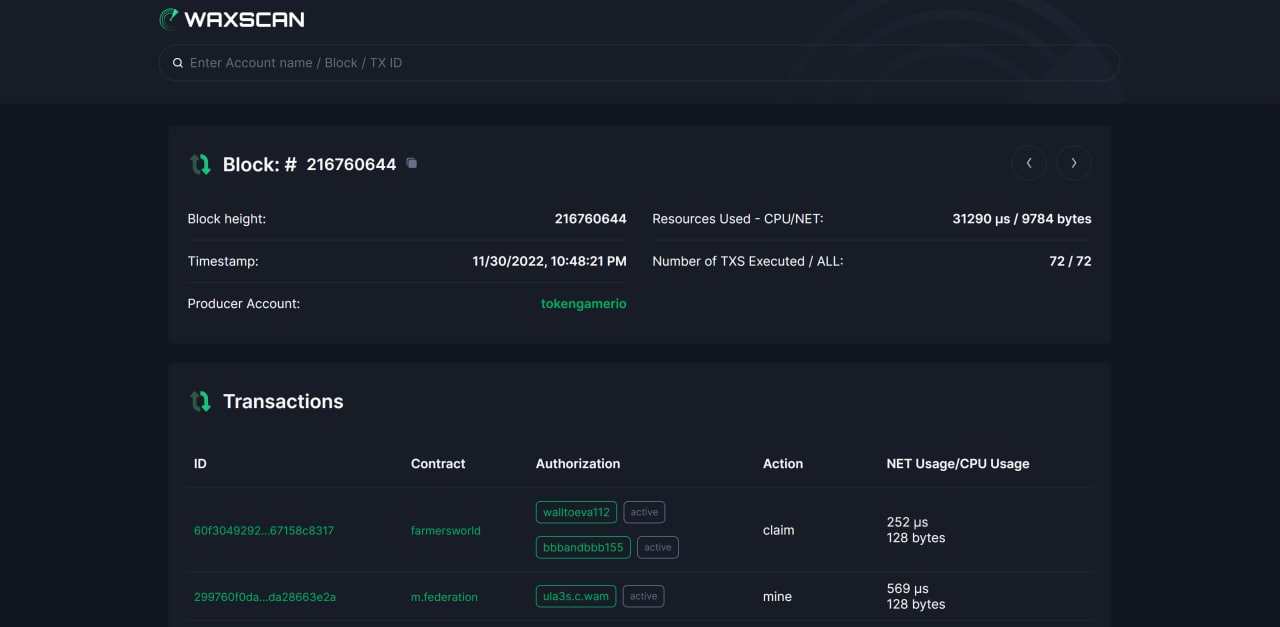 WAXSCAN
Enter Account name / Block / TX ID
Block: # 216760644
Block height: 216760644
Resources Used - CPU/NET: 31290 µs / 9784 bytes
Timestamp: 11/30/2022, 10:48:21 PM
Number of TXS Executed / ALL: 72 / 72
Producer Account: tokengamerio
Transactions
ID Contract Authorization Action NET Usage/CPU Usage
walltoeva112 active
60f3049292...67158c8317 farmersworld claim 252 µs
128 bytes
bbbandbbb155 active
299760f0da...da28663e2a m.federation ula3s.c.wam active mine 569 µs
128 bytes